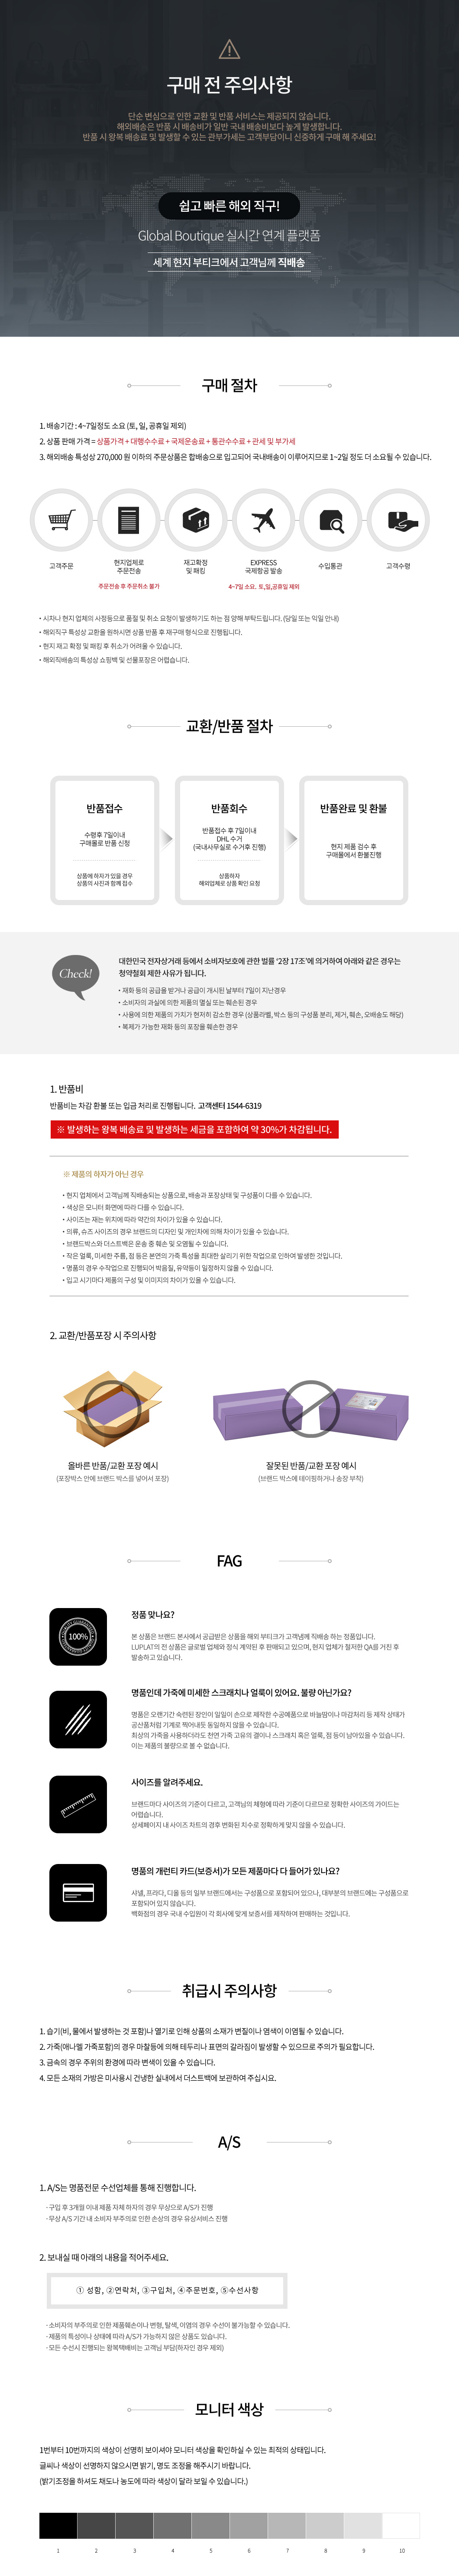 구매 전 주의사항
단순 변심으로 인한 교환 및 반품 서비스는 제공되지 않습니다.
해외배송은 반품 시 배송비가 일반 국내 배송비보다 높게 발생합니다.
반품 시 왕복 배송료 및 발생할 수 있는 관부가세는 고객부담이니 신중하게 구매 해 주세요!
쉽고 빠른 해외 직구!
Global Boutique 실시간 연계 플랫폼
세계 현지 부티크에서 고객님께 직배송
구매 절차
1. 배송기간 : 4~7일정도 소요 (토, 일, 공휴일 제외)
2. 상품 판매 가격 = 상품가격 + 대행수수료 + 국제운송료 + 통관수수료 + 관세 및 부가세
3. 해외배송 특성상 270,000 원 이하의 주문상품은 합배송으로 입고되어 국내배송이 이루어지므로 1~2일 정도 더 소요될 수 있습니다.
고객주문
현지업체로
주문전송
주문전송 후 주문취소 불가
재고확정
및 패킹
EXPRESS
국제항공 발송
4~7일 소요. 토,일,공휴일 제외
수입통관
고객수령
• 시차나 현지 업체의 사정등으로 품절 및 취소 요청이 발생하기도 하는 점 양해 부탁드립니다. (당일 또는 익일 안내)
• 해외직구 특성상 교환을 원하시면 상품 반품 후 재구매 형식으로 진행됩니다.
• 현지 재고 확정 및 패킹 후 취소가 어려울 수 있습니다.
• 해외직배송의 특성상 쇼핑백 및 선물포장은 어렵습니다.
교환/반품 절차
반품접수
수령후 7일이내
구매몰로 반품 신청
상품에 하자가 있을 경우
상품의 사진과 함께 접수
반품회수
반품접수 후 7일이내
DHL 수거
(국내사무실로 수거후 진행)
상품하자
해외업체로 상품 확인 요청
반품완료 및 환불
현지 제품 검수 후
구매몰에서 환불진행
Check!
대한민국 전자상거래 등에서 소비자보호에 관한 벌률 ‘2장 17조’에 의거하여 아래와 같은 경우는
청약철회 제한 사유가 됩니다.
• 재화 등의 공급을 받거나 공급이 개시된 날부터 7일이 지난경우
• 소비자의 과실에 의한 제품의 멸실 또는 훼손된 경우
• 사용에 의한 제품의 가치가 현저히 감소한 경우 (상품라벨, 박스 등의 구성품 분리, 제거, 훼손, 오배송도 해당)
• 복제가 가능한 재화 등의 포장을 훼손한 경우
1. 반품비
반품비는 차감 환불 또는 입금 처리로 진행됩니다. 고객센터 1544-6319
※ 발생하는 왕복 배송료 및 발생하는 세금을 포함하여 약 30%가 차감됩니다.
※ 제품의 하자가 아닌 경우
• 현지 업체에서 고객님께 직배송되는 상품으로, 배송과 포장상태 및 구성품이 다를 수 있습니다.
• 색상은 모니터 화면에 따라 다를 수 있습니다.
• 사이즈는 재는 위치에 따라 약간의 차이가 있을 수 있습니다.
• 의류, 슈즈 사이즈의 경우 브랜드의 디자인 및 개인차에 의해 차이가 있을 수 있습니다.
• 브랜드박스와 더스트백은 운송 중 훼손 및 오염될 수 있습니다.
• 작은 얼룩, 미세한 주름, 점 등은 본연의 가죽 특성을 최대한 살리기 위한 작업으로 인하여 발생한 것입니다.
• 명품의 경우 수작업으로 진행되어 박음질, 유약등이 일정하지 않을 수 있습니다.
• 입고 시기마다 제품의 구성 및 이미지의 차이가 있을 수 있습니다.
2. 교환/반품포장 시 주의사항
올바른 반품/교환 포장 예시
(포장박스 안에 브랜드 박스를 넣어서 포장)
잘못된 반품/교환 포장 예시
(브랜드 박스에 테이핑하거나 송장 부착)
FAG
100%
정품 맞나요?
본 상품은 브랜드 본사에서 공급받은 상품을 해외 부티크가 고객님께 직배송 하는 정품입니다.
LUPLAT의 전 상품은 글로벌 업체와 정식 계약된 후 판매되고 있으며, 현지 업체가 철저한 QA를 거친 후
발송하고 있습니다.
명품인데 가죽에 미세한 스크래치나 얼룩이 있어요. 불량 아닌가요?
명품은 오랜기간 숙련된 장인이 일일이 손으로 제작한 수공예품으로 바늘땀이나 마감처리 등 제작 상태가
공산품처럼 기계로 찍어내듯 동일하지 않을 수 있습니다.
최상의 가죽을 사용하더라도 천연 가죽 고유의 결이나 스크래치 혹은 얼룩, 점 등이 남아있을 수 있습니다.
이는 제품의 불량으로 볼 수 없습니다.
사이즈를 알려주세요.
브랜드마다 사이즈의 기준이 다르고, 고객님의 체형에 따라 기준이 다르므로 정확한 사이즈의 가이드는
어렵습니다.
상세페이지 내 사이즈 차트의 경후 변화된 치수로 정확하게 맞지 않을 수 있습니다.
명품의 개런티 카드(보증서)가 모든 제품마다 다 들어가 있나요?
샤넬, 프라다, 디올 등의 일부 브랜드에서는 구성품으로 포함되어 있으나, 대부분의 브랜드에는 구성품으로
포함되어 있지 않습니다.
백화점의 경우 국내 수입원이 각 회사에 맞게 보증서를 제작하여 판매하는 것입니다.
취급시 주의사항
1. 습기(비, 물에서 발생하는 것 포함)나 열기로 인해 상품의 소재가 변질이나 염색이 이염될 수 있습니다.
2. 가죽(애나멜 가죽포함)의 경우 마찰등에 의해 테두리나 표면의 갈라짐이 발생할 수 있으므로 주의가 필요합니다.
3. 금속의 경우 주위의 환경에 따라 변색이 있을 수 있습니다.
4. 모든 소재의 가방은 미사용시 건냉한 실내에서 더스트백에 보관하여 주십시요.
A/S
1. A/S는 명품전문 수선업체를 통해 진행합니다.
- 구입 후 3개월 이내 제품 자체 하자의 경우 무상으로 A/S가 진행
- 무상 A/S 기간 내 소비자 부주의로 인한 손상의 경우 유상서비스 진행
2. 보내실 때 아래의 내용을 적어주세요.
① 성함, ②연락처, ③구입처, ④주문번호, ⑤수선사항
- 소비자의 부주의로 인한 제품훼손이나 변형, 탈색, 이염의 경우 수선이 불가능할 수 있습니다.
- 제품의 특성이나 상태에 따라 A/S가 가능하지 않은 상품도 있습니다.
- 모든 수선시 진행되는 왕복택배비는 고객님 부담(하자인 경우 제외)
모니터 색상
1번부터 10번까지의 색상이 선명히 보이셔야 모니터 색상을 확인하실 수 있는 최적의 상태입니다.
글씨나 색상이 선명하지 않으시면 밝기, 명도 조정을 해주시기 바랍니다.
(밝기조정을 하셔도 채도나 농도에 따라 색상이 달라 보일 수 있습니다.)
1 2 3 4 5 6 7 8 9 10